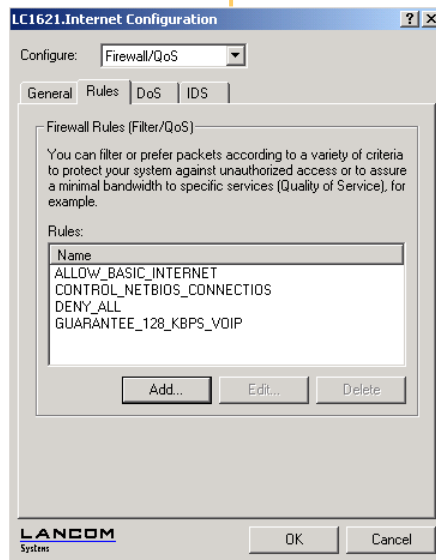 LC1621.Internet Configuration
Configure: Firewall/QoS
General Rules DoS IDS
Firewall Rules (Filter/QoS)
You can filter or prefer packets according to a variety of criteria
to protect your system against unauthorized access or to assure
a minimal bandwidth to specific services (Quality of Service), for
example.
Rules:
Name
ALLOW_BASIC_INTERNET
CONTROL_NETBIOS_CONNECTIOS
DENY_ALL
GUARANTEE_128_KBPS_VOIP
Add... Edit... Delete
LANCOM
Systems
OK Cancel